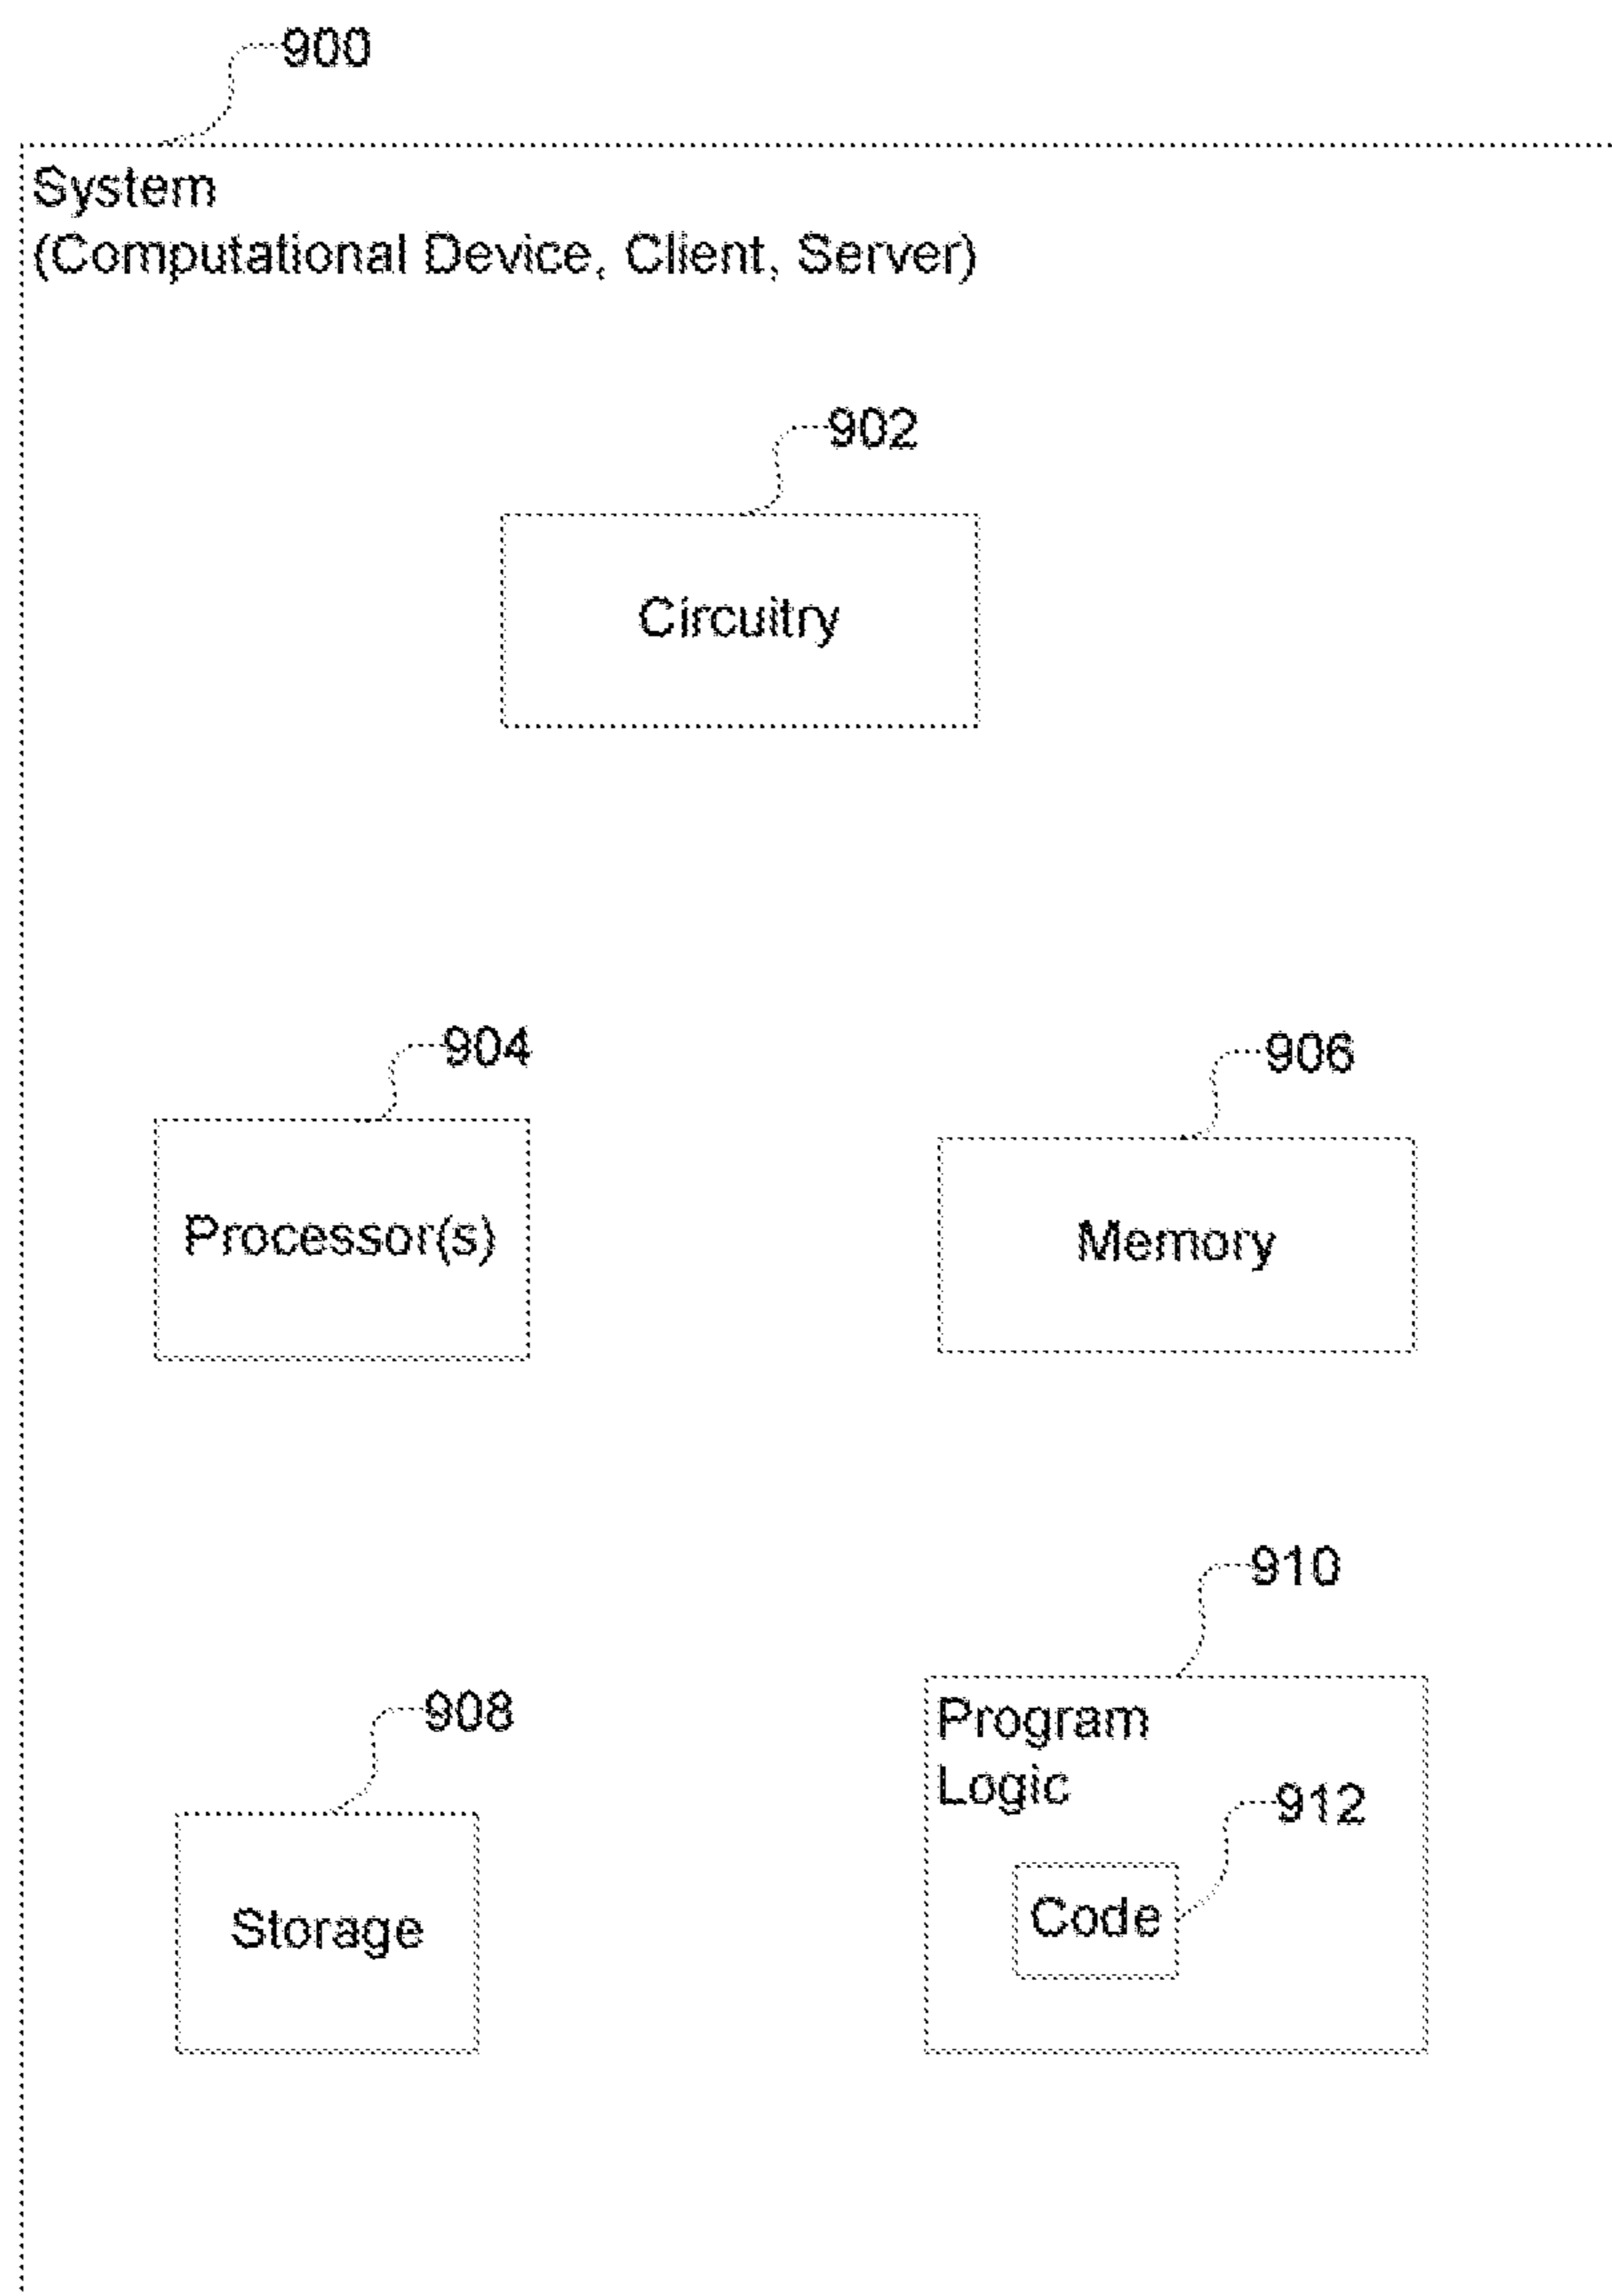 900
System
(Computational Device, Client, Server)
902
Circuitry
904
906
Processor(s)
Memory
910
908
Program
Logic
912
Storage
Code